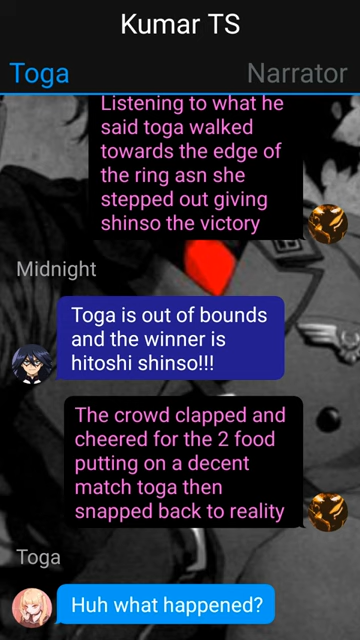 Kumar TS
Toga
Narrator
Listening to what he
said toga walked
towards the edge of
the ring asn she
stepped out giving
shinso the victory
Midnight
Toga is out of bounds
and the winner is
hitoshi shinso!!!
The crowd clapped and
cheered for the 2 food
putting on a decent
match toga then
snapped back to reality
Toga
Huh what happened?